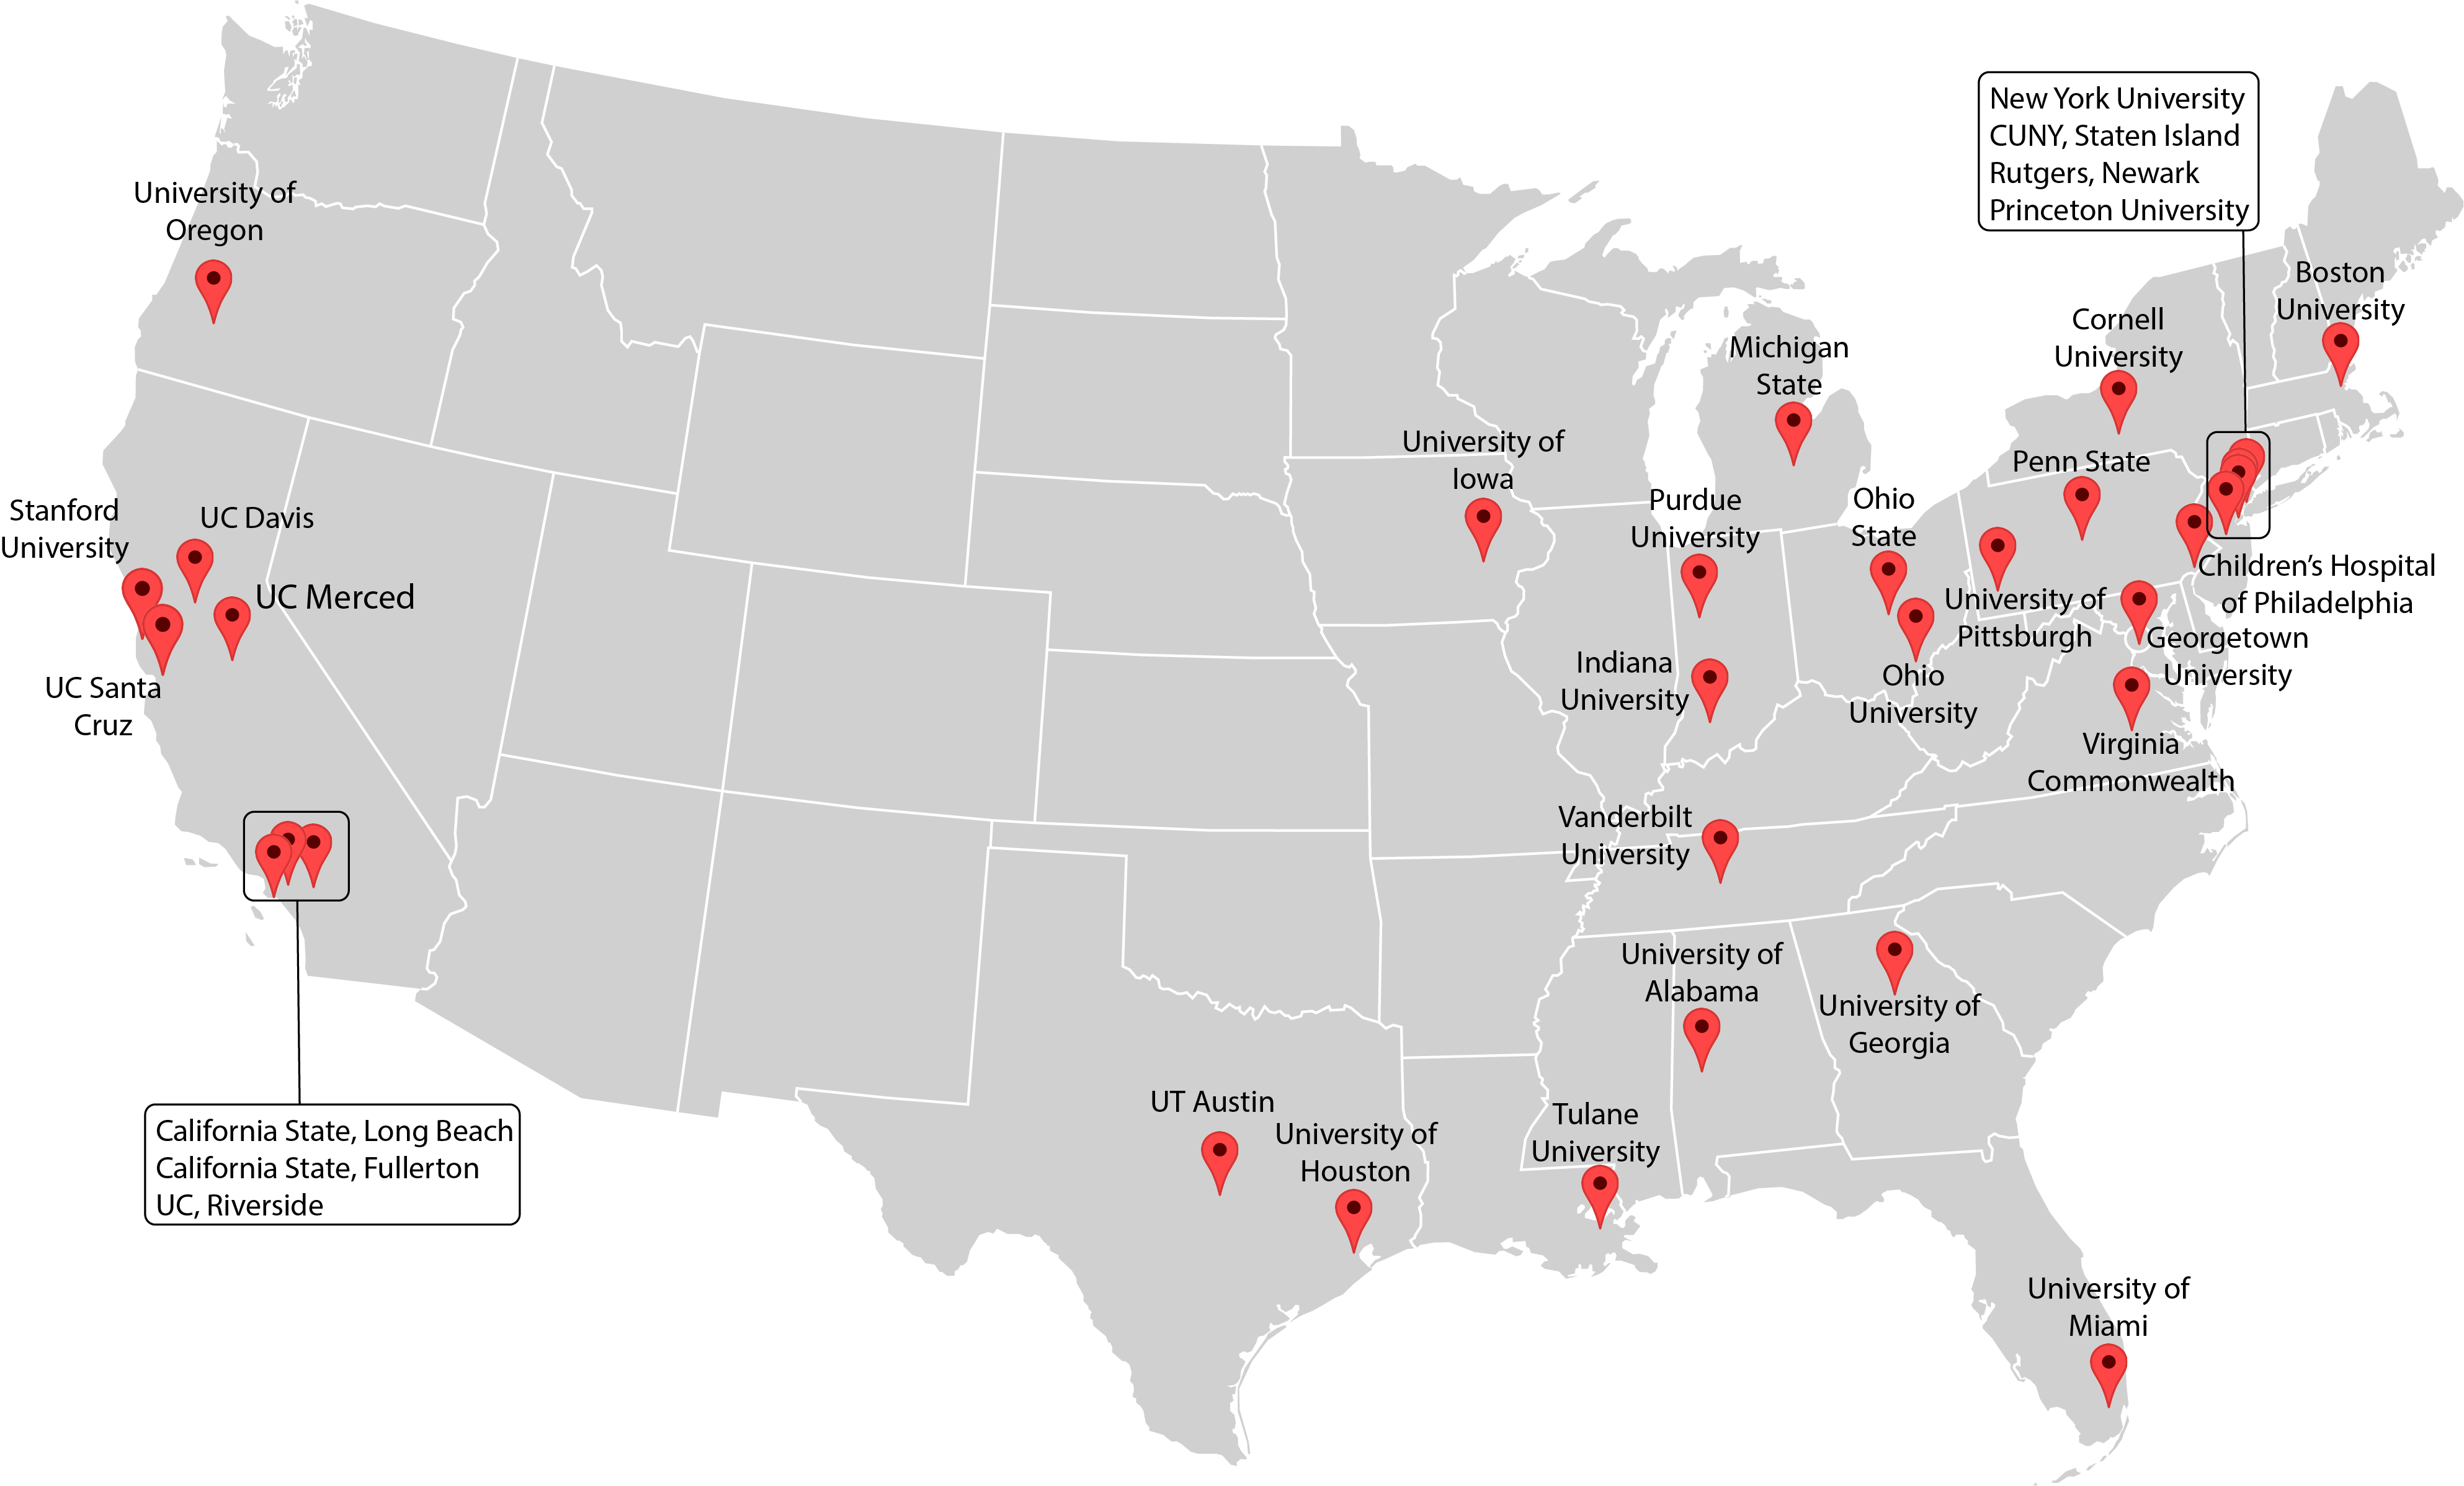 New York University
CUNY, Staten Island
Rutgers, Newark
Princeton University
University of
Oregon
Boston
University
Cornell
University
Michigan
State
University of
Iowa
Penn State
Purdue
University
Ohio
State
Stanford
University
UC Davis
UC Merced
Children's Hospital
of Philadelphia
University of
Pittsburgh
Georgetown
University
Indiana
University
Ohio
University
UC Santa
Cruz
Virginia
Commonwealth
Vanderbilt
University
University of
Alabama
University of
Georgia
UT Austin
University of
Houston
Tulane
University
California State, Long Beach
California State, Fullerton
UC, Riverside
University of
Miami